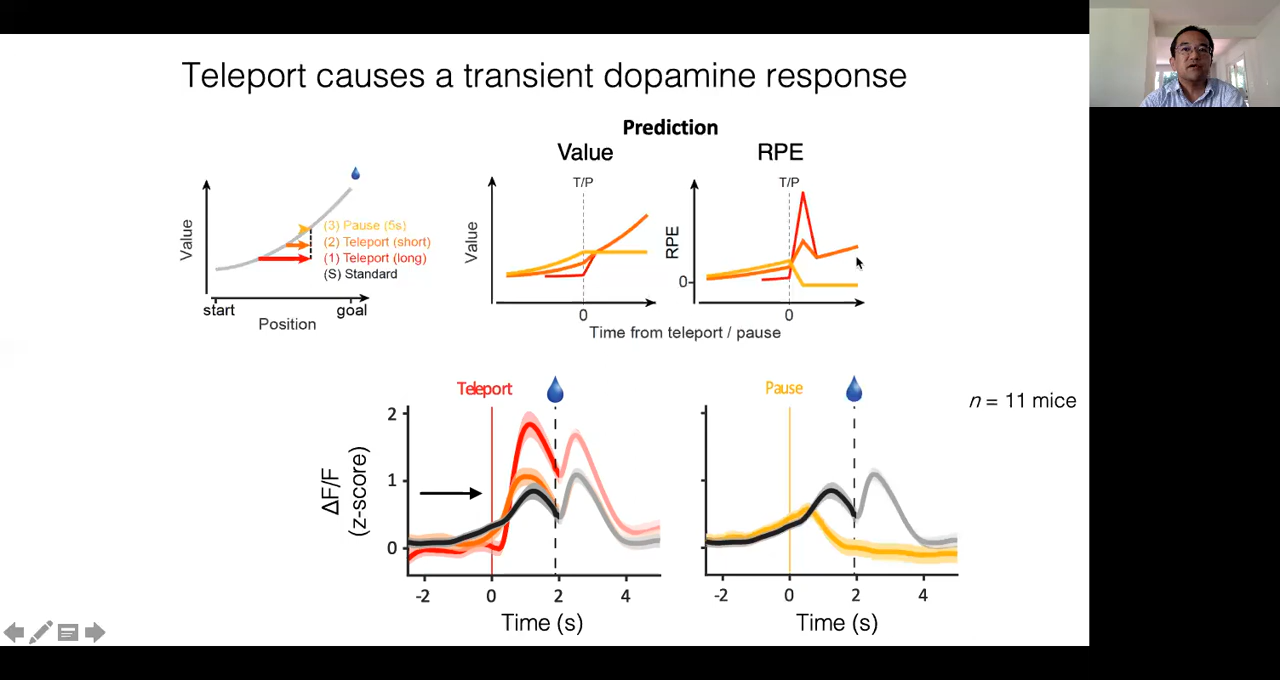 Teleport causes a transient dopamine response
Prediction
Value
RPE
T/P
T/P
Value
(3) Pause (5s)
(2) Teleport (short)
(1) Teleport (long)
(S) Standard
start
goal
Position
Value
0
RPE
0
0
Time from teleport / pause
Teleport
Pause
n = 11 mice
ΔF/F
(z-score)
2
1
0
-2
0
2
4
Time (s)
-2
0
2
4
Time (s)